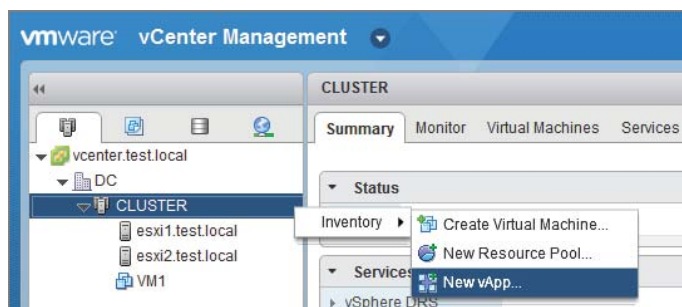 vmware vCenter Management
CLUSTER
Summary Monitor Virtual Machines Services
vcenter.test.local
DC
Status
CLUSTER
esxi1.test.local
Inventory
Create Virtual Machine...
esxi2.test.local
New Resource Pool...
VM1
Services
New vApp...
vSphere DRS